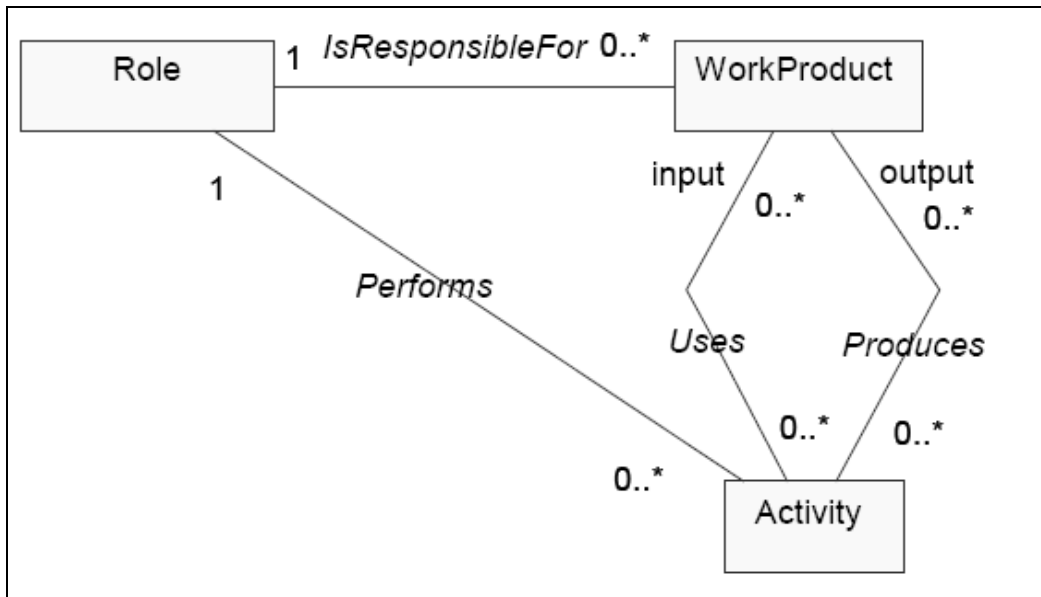 Role
1
IsResponsibleFor
0..*
WorkProduct
1
input
0..*
output
0..*
Performs
Uses
Produces
0..*
0..*
0..*
Activity